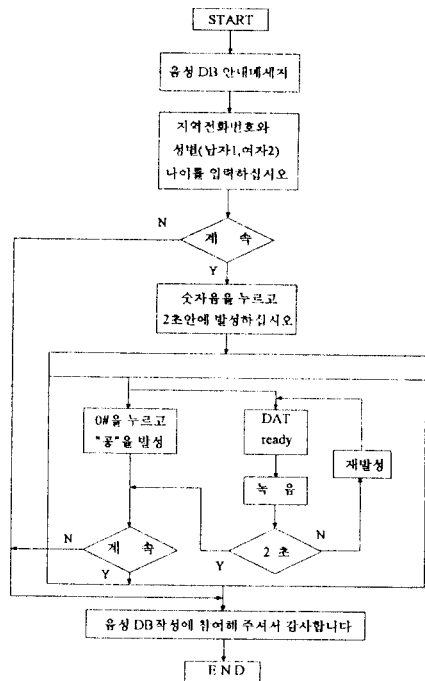 START
음성 DB 안내메세지
지역전화번호와
성별(남자1,여자2)
나이를 입력하십시오
N
계 속
Y
숫자음을 누르고
2초안에 발성하십시오
0#을 누르고
"공"을 발성
DAT
ready
재발성
녹 음
N
계 속
Y
2 초
N
Y
음성 DB작성에 참여해 주셔서 감사합니다
END